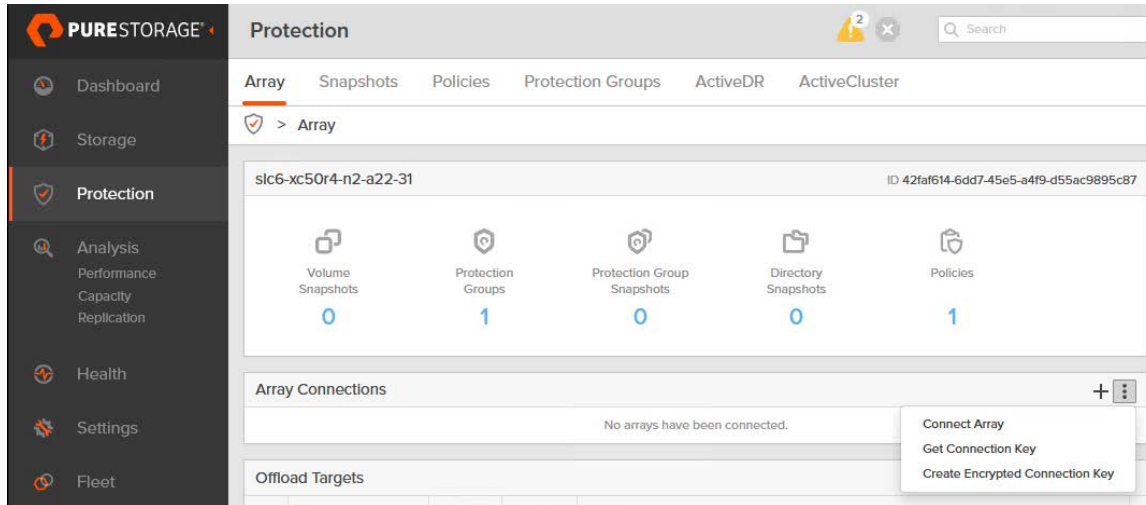 PURESTORAGE®
Protection
2
Search
Dashboard
Storage
Protection
Analysis
Performance
Capacity
Replication
Health
Settings
Fleet
Array Snapshots Policies Protection Groups ActiveDR ActiveCluster
> Array
slc6-xc50r4-n2-a22-31
ID 42faf614-6dd7-45e5-a4f9-d55ac9895c87
Volume
Snapshots
0
Protection
Groups
1
Protection Group
Snapshots
0
Directory
Snapshots
0
Policies
1
Array Connections
No arrays have been connected.
Connect Array
Get Connection Key
Create Encrypted Connection Key
Offload Targets